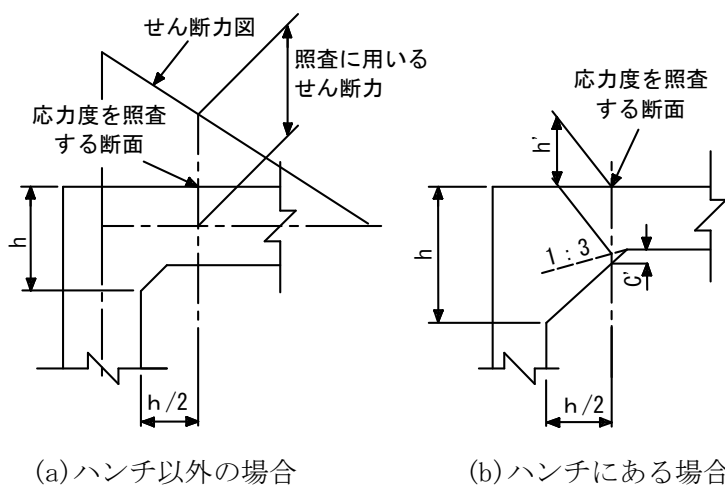 せん断力図
照査に用いる
せん断力
応力度を照査
する断面
h
h/2
(a)ハンチ以外の場合
応力度を照査
する断面
h'
h
1:3
C'
h/2
(b)ハンチにある場合